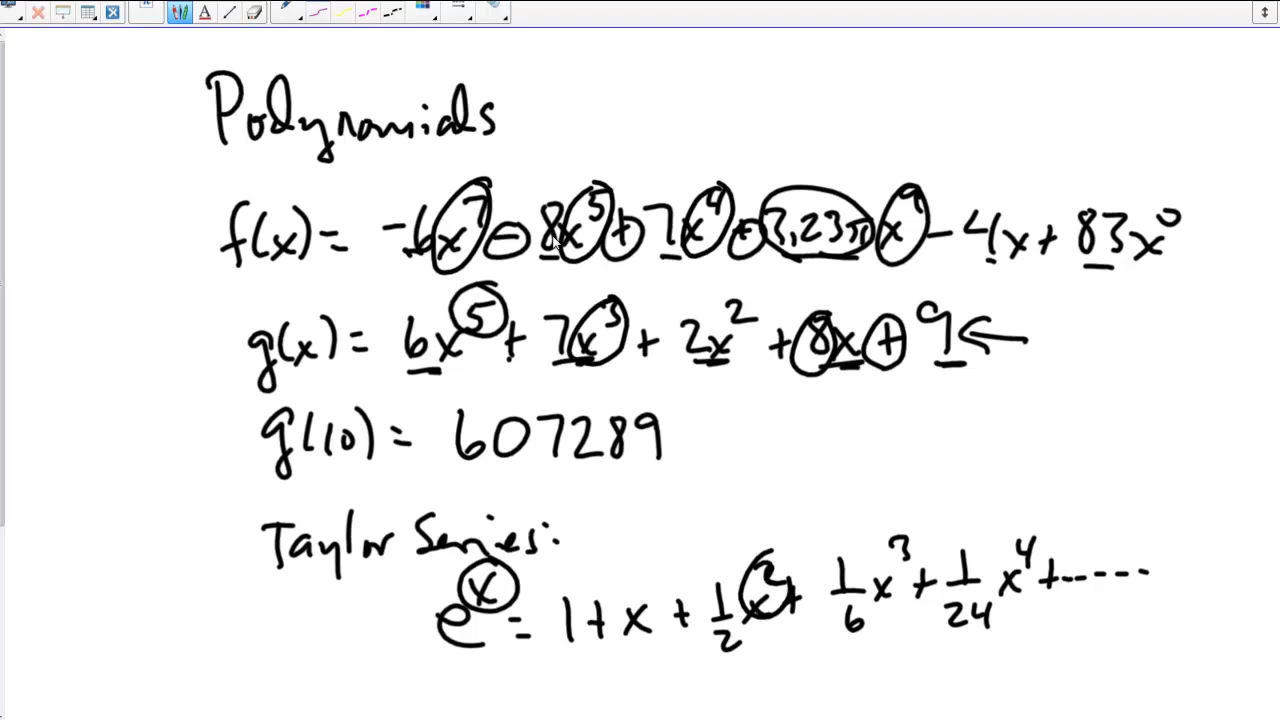 Polynomials
f(x) = -6x⁷ - 8x⁵ + 7x⁴ + 3,23π x⁹ - 4x + 83x⁰
g(x) = 6x⁵ + 7x³ + 2x² + 8x + 9 ←
g(10) = 607289
Taylor Series:
eˣ = 1 + x + 1/2 x² + 1/6 x³ + 1/24 x⁴ + -----